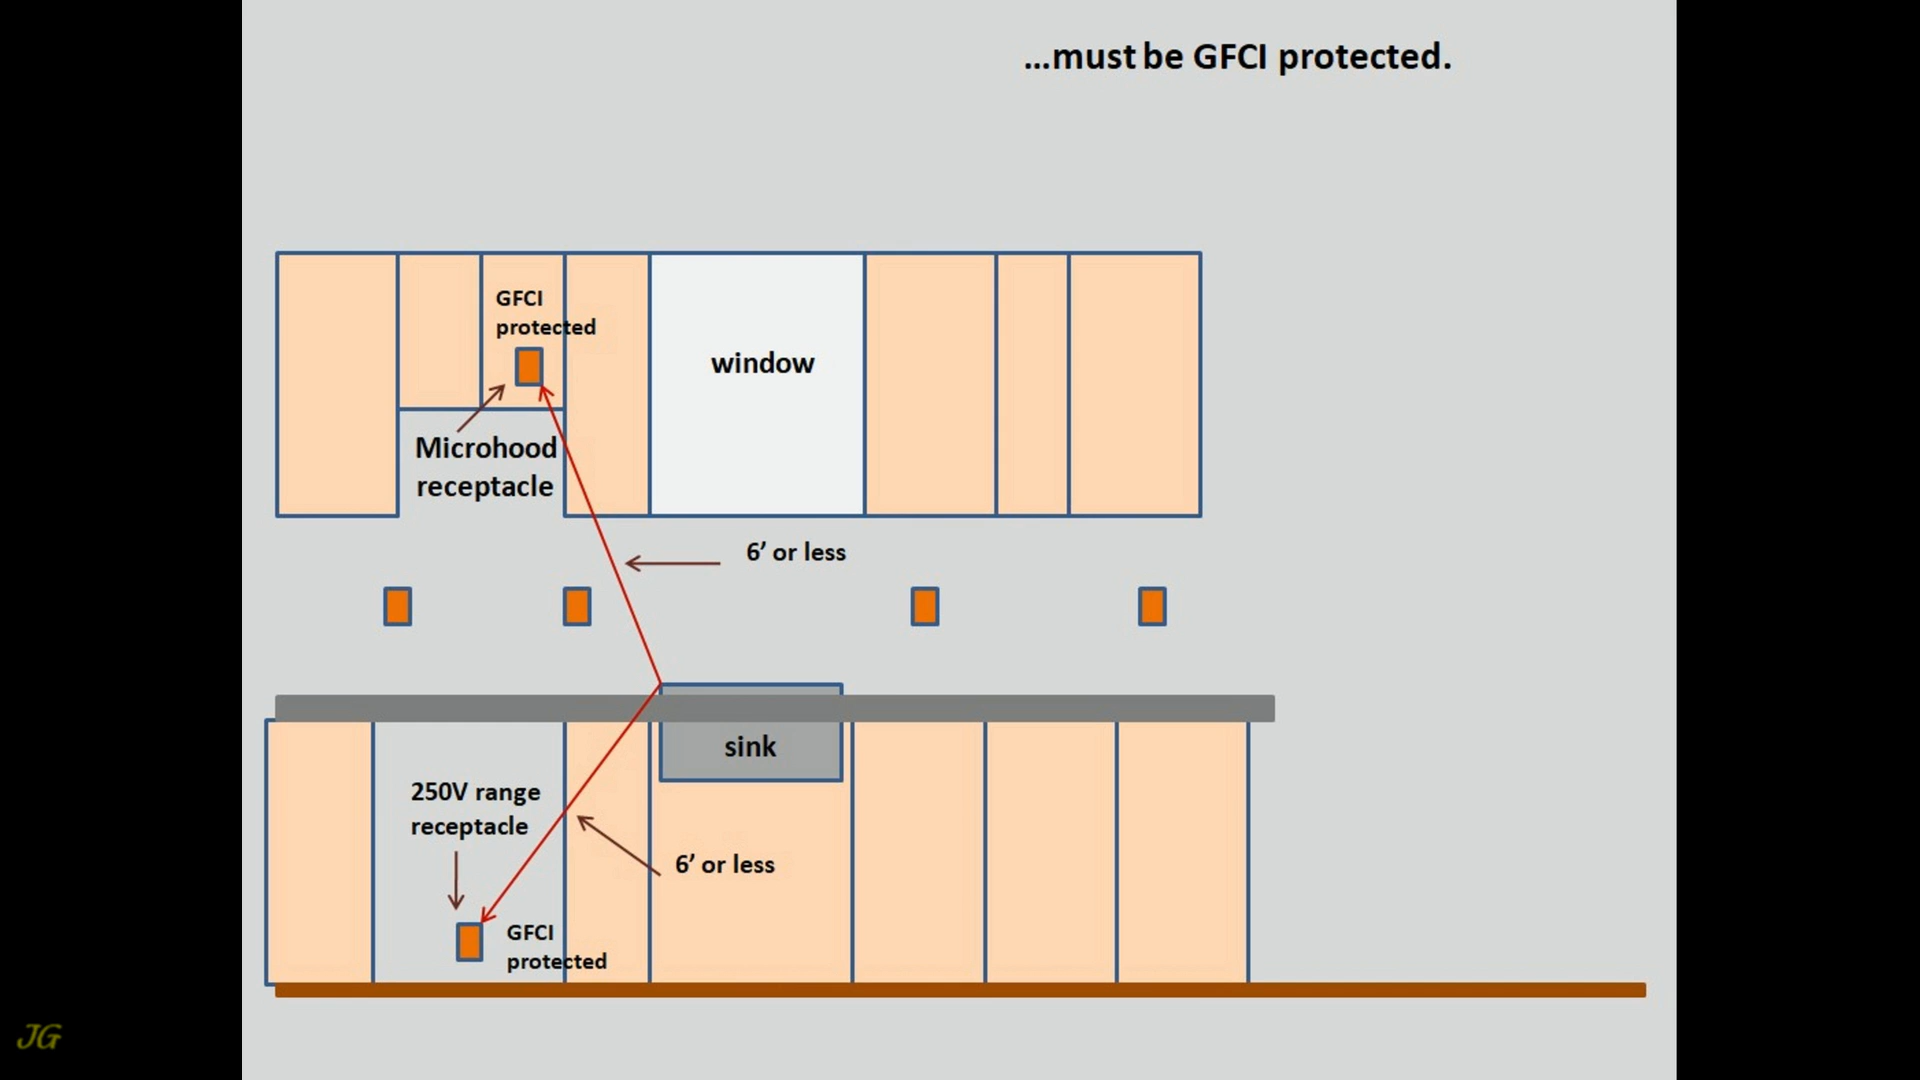 ...must be GFCI protected.
GFCI
protected
window
Microhood
receptacle
6’ or less
sink
250V range
receptacle
6’ or less
GFCI
protected
JG